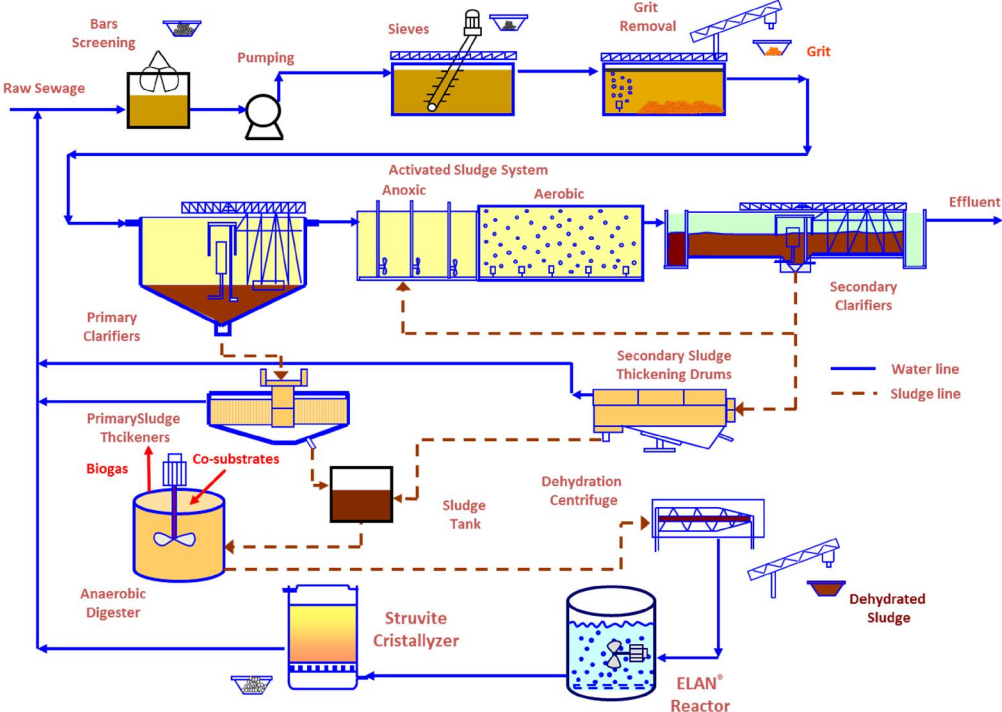 Bars
Screening
Sieves
Grit
Removal
Grit
Pumping
Raw Sewage
Activated Sludge System
Anoxic
Aerobic
Effluent
Primary
Clarifiers
Secondary
Clarifiers
Secondary Sludge
Thickening Drums
Water line
Sludge line
PrimarySludge
Thcikeners
Biogas
Co-substrates
Sludge
Tank
Dehydration
Centrifuge
Anaerobic
Digester
Struvite
Cristallyzer
Dehydrated
Sludge
ELAN®
Reactor